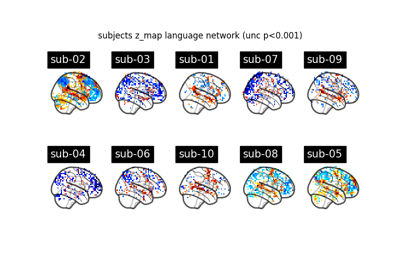 subjects z_map language network (unc p<0.001)
sub-02 sub-03 sub-01 sub-07 sub-09
sub-04 sub-06 sub-10 sub-08 sub-05